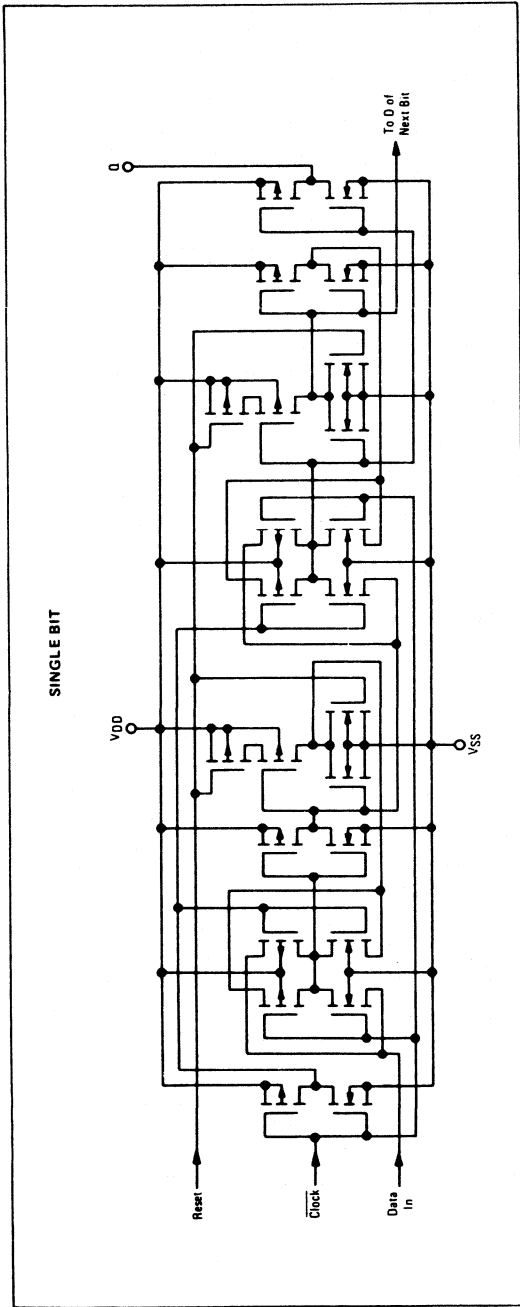 SINGLE BIT
VDD
Q
Reset
Clock
Data
In
VSS
To D of
Next Bit